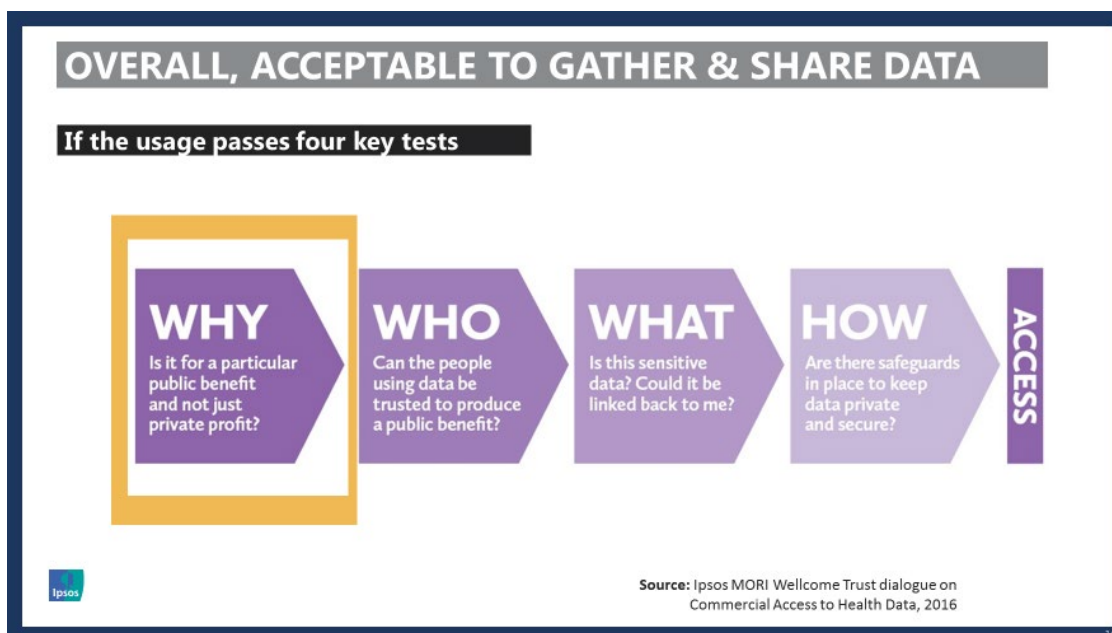 OVERALL, ACCEPTABLE TO GATHER & SHARE DATA
If the usage passes four key tests
WHY
Is it for a particular
public benefit
and not just
private profit?
WHO
Can the people
using data be
trusted to produce
a public benefit?
WHAT
Is this sensitive
data? Could it be
linked back to me?
HOW
Are there safeguards
in place to keep
data private
and secure?
ACCESS
Ipsos
Source: Ipsos MORI Wellcome Trust dialogue on
Commercial Access to Health Data, 2016